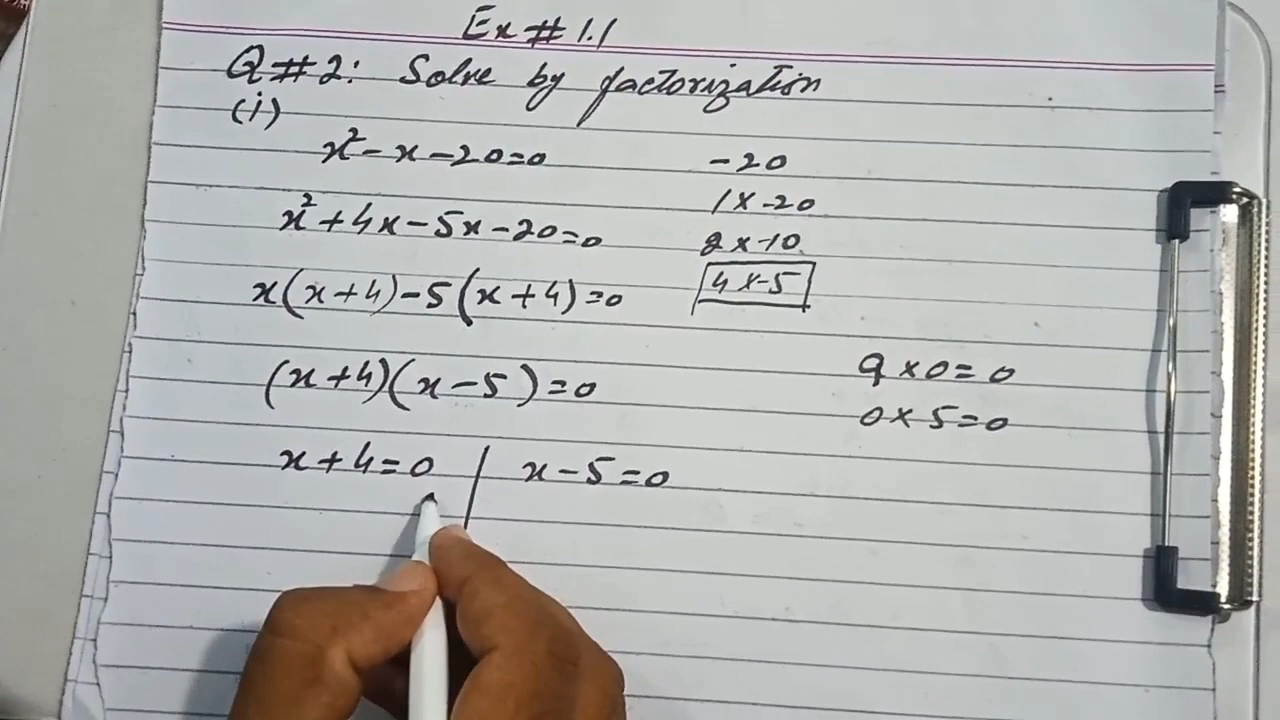 Ex # 1.1
Q # 2: Solve by factorization
(i)
x² - x - 20 = 0
x² + 4x - 5x - 20 = 0
x(x + 4) - 5(x + 4) = 0
(x + 4)(x - 5) = 0
x + 4 = 0 | x - 5 = 0
-20
1 x -20
2 x -10
4 x -5
9 x 0 = 0
0 x 5 = 0